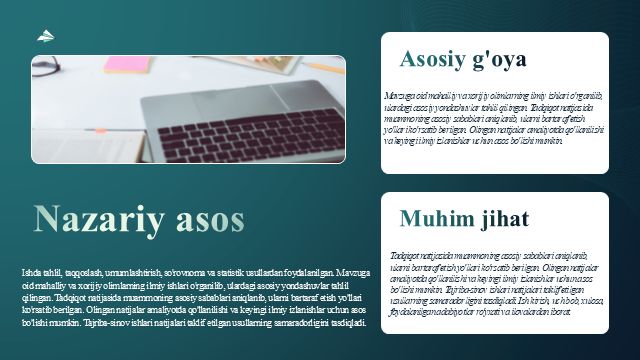 Nazariy asos
Ishda tahlil, taqqoslash, umumlashtirish, so'rovnoma va statistik usullardan foydalanilgan. Mavzuga
oid mahalliy va xorijiy olimlarning ilmiy ishlari o'rganilib, ulardagi asosiy yondashuvlar tahlil
qilingan. Tadqiqot natijasida muammoning asosiy sabablari aniqlanib, ularni bartaraf etish yo'llari
ko'rsatib berilgan. Olingan natijalar amaliyotda qo'llanilishi va keyingi ilmiy izlanishlar uchun asos
bo'lishi mumkin. Tajriba-sinov ishlari natijalari taklif etilgan usullarning samaradorligini tasdiqladi.
Asosiy g'oya
Mavzuga oid mahalliy va xorijiy olimlarning ilmiy ishlari o'rganilib,
ulardagi asosiy yondashuvlar tahlil qilingan. Tadqiqot natijasida
muammoning asosiy sabablari aniqlanib, ularni bartaraf etish
yo'llari ko'rsatib berilgan. Olingan natijalar amaliyotda qo'llanilishi
va keyingi ilmiy izlanishlar uchun asos bo'lishi mumkin.
Muhim jihat
Tadqiqot natijasida muammoning asosiy sabablari aniqlanib,
ularni bartaraf etish yo'llari ko'rsatib berilgan. Olingan natijalar
amaliyotda qo'llanilishi va keyingi ilmiy izlanishlar uchun asos
bo'lishi mumkin. Tajriba-sinov ishlari natijalari taklif etilgan
usullarning samaradorligini tasdiqladi. Ish kirish, uch bob, xulosa,
foydalanilgan adabiyotlar ro'yxati va ilovalardan iborat.